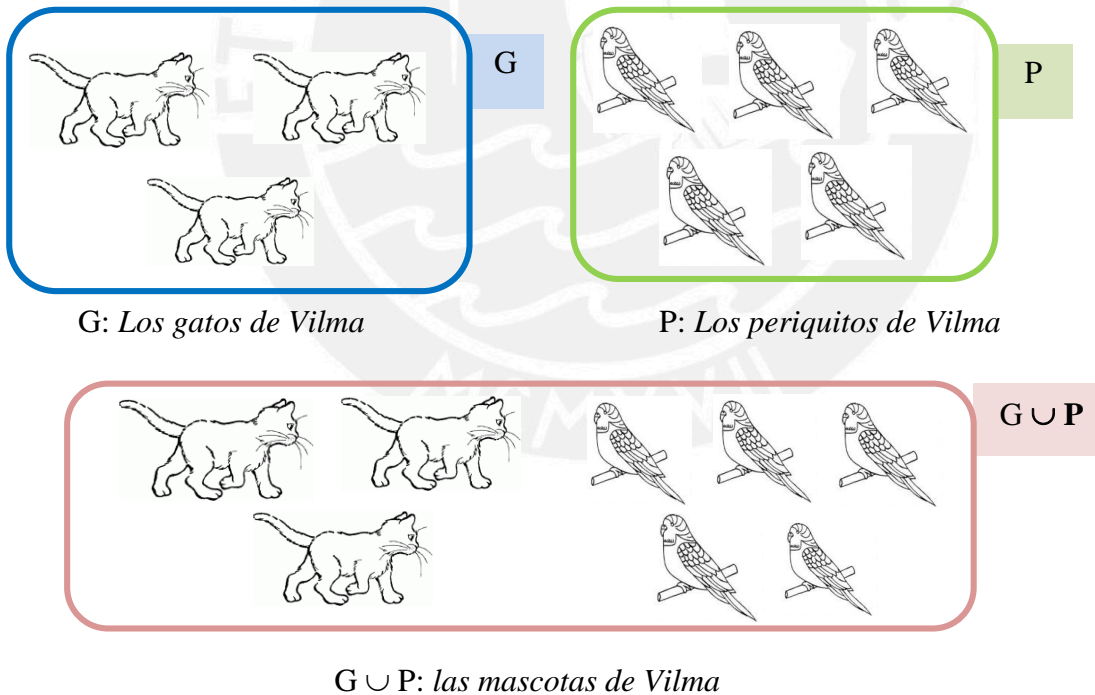 G
P
G: Los gatos de Vilma
P: Los periquitos de Vilma
G ∪ P
G ∪ P: las mascotas de Vilma